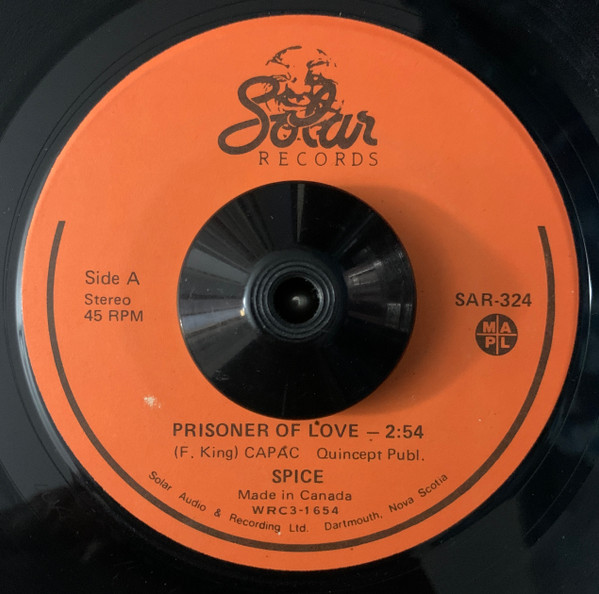 Solar
RECORDS
Side A
Stereo
45 RPM
SAR-324
M A
P L
PRISONER OF LOVE — 2:54
(F. King) CAPAC Quincept Publ.
SPICE
Made in Canada
WRC3-1654
Solar Audio & Recording Ltd. Dartmouth, Nova Scotia